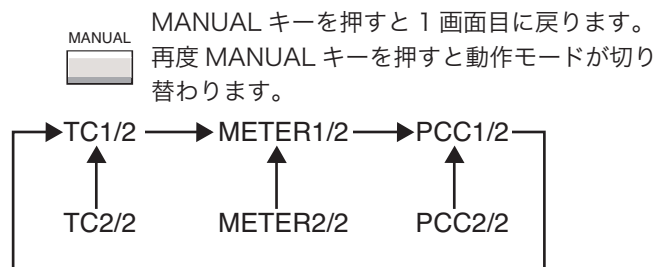 MANUAL
MANUAL キーを押すと 1 画面目に戻ります。
再度 MANUAL キーを押すと動作モードが切り
替わります。
TC1/2 METER1/2 PCC1/2
TC2/2 METER2/2 PCC2/2